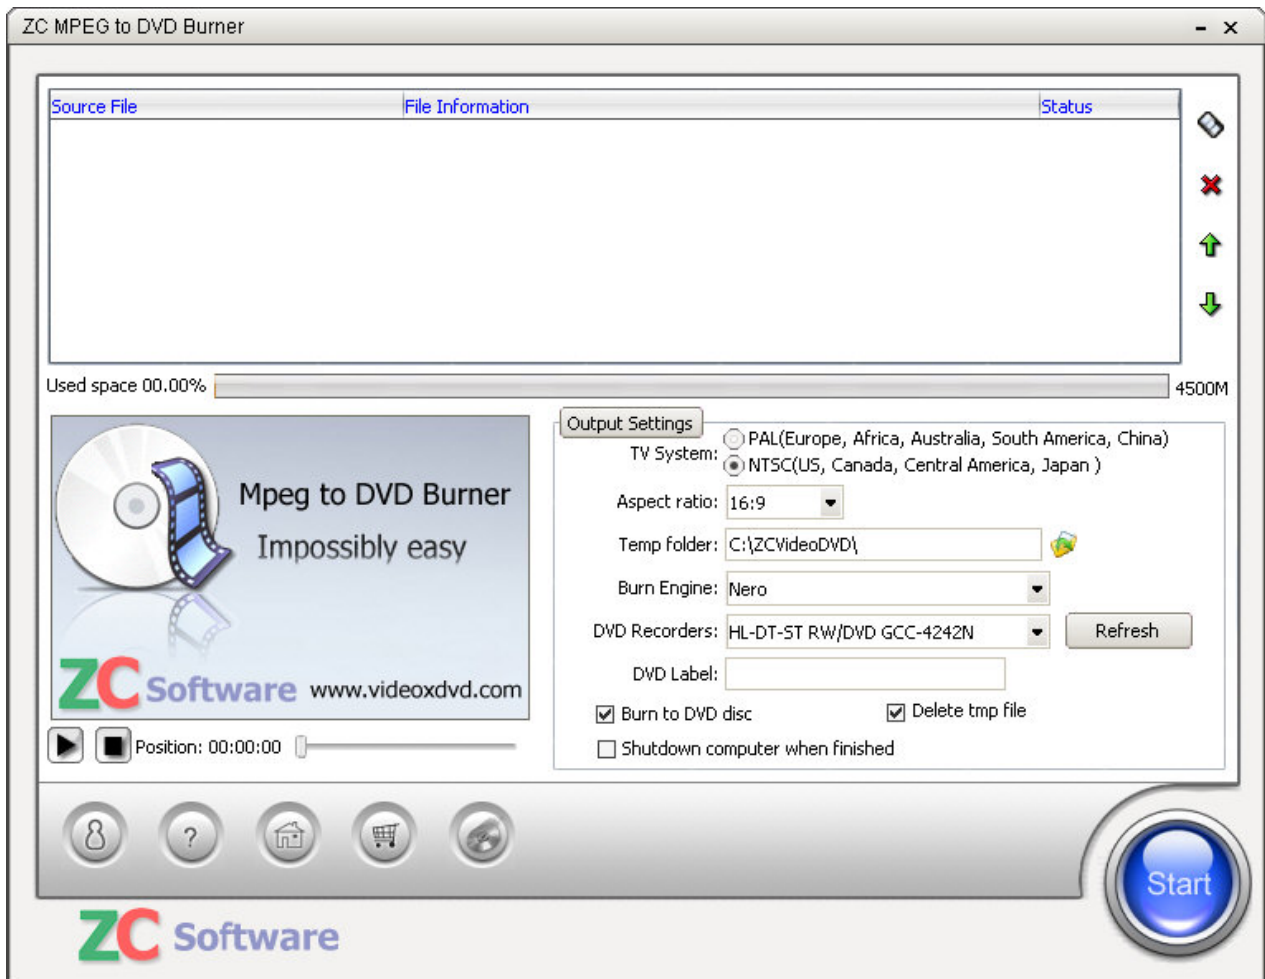 ZC MPEG to DVD Burner
Source File File Information Status
Used space 00.00% 4500M
Mpeg to DVD Burner
Impossibly easy
ZC Software www.videoxdvd.com
Position: 00:00:00
Output Settings
TV System: PAL(Europe, Africa, Australia, South America, China)
NTSC(US, Canada, Central America, Japan )
Aspect ratio: 16:9
Temp folder: C:\ZCVideoDVD\
Burn Engine: Nero
DVD Recorders: HL-DT-ST RW/DVD GCC-4242N Refresh
DVD Label:
Burn to DVD disc Delete tmp file
Shutdown computer when finished
?
Start
ZC Software